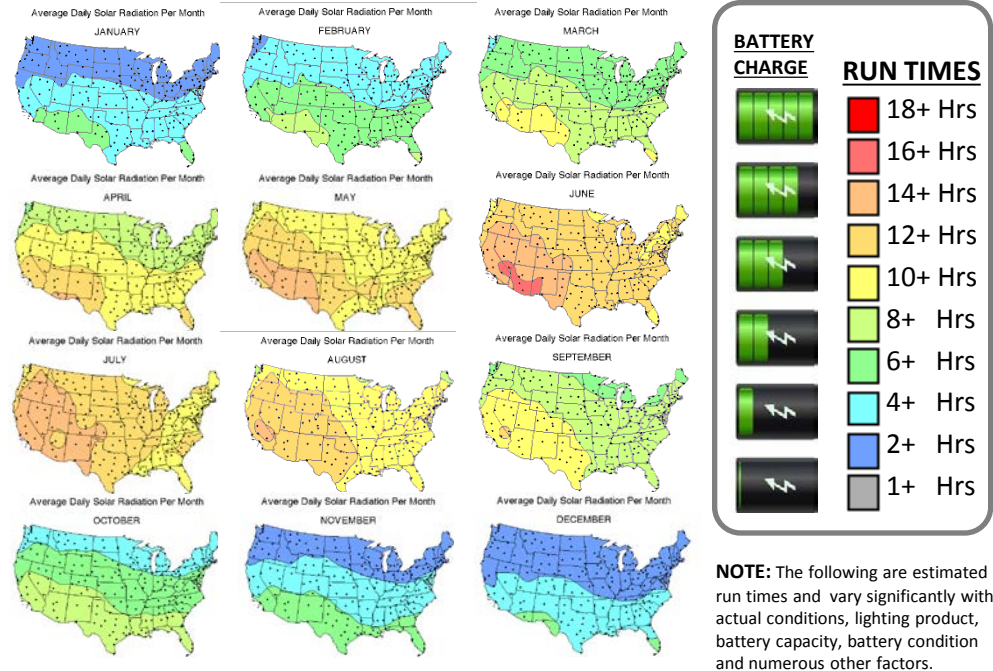 Average Daily Solar Radiation Per Month
JANUARY
Average Daily Solar Radiation Per Month
FEBRUARY
Average Daily Solar Radiation Per Month
MARCH
Average Daily Solar Radiation Per Month
APRIL
Average Daily Solar Radiation Per Month
MAY
Average Daily Solar Radiation Per Month
JUNE
Average Daily Solar Radiation Per Month
JULY
Average Daily Solar Radiation Per Month
AUGUST
Average Daily Solar Radiation Per Month
SEPTEMBER
Average Daily Solar Radiation Per Month
OCTOBER
Average Daily Solar Radiation Per Month
NOVEMBER
Average Daily Solar Radiation Per Month
DECEMBER
BATTERY
CHARGE
RUN TIMES
18+ Hrs
16+ Hrs
14+ Hrs
12+ Hrs
10+ Hrs
8+ Hrs
6+ Hrs
4+ Hrs
2+ Hrs
1+ Hrs
NOTE: The following are estimated
run times and vary significantly with
actual conditions, lighting product,
battery capacity, battery condition
and numerous other factors.